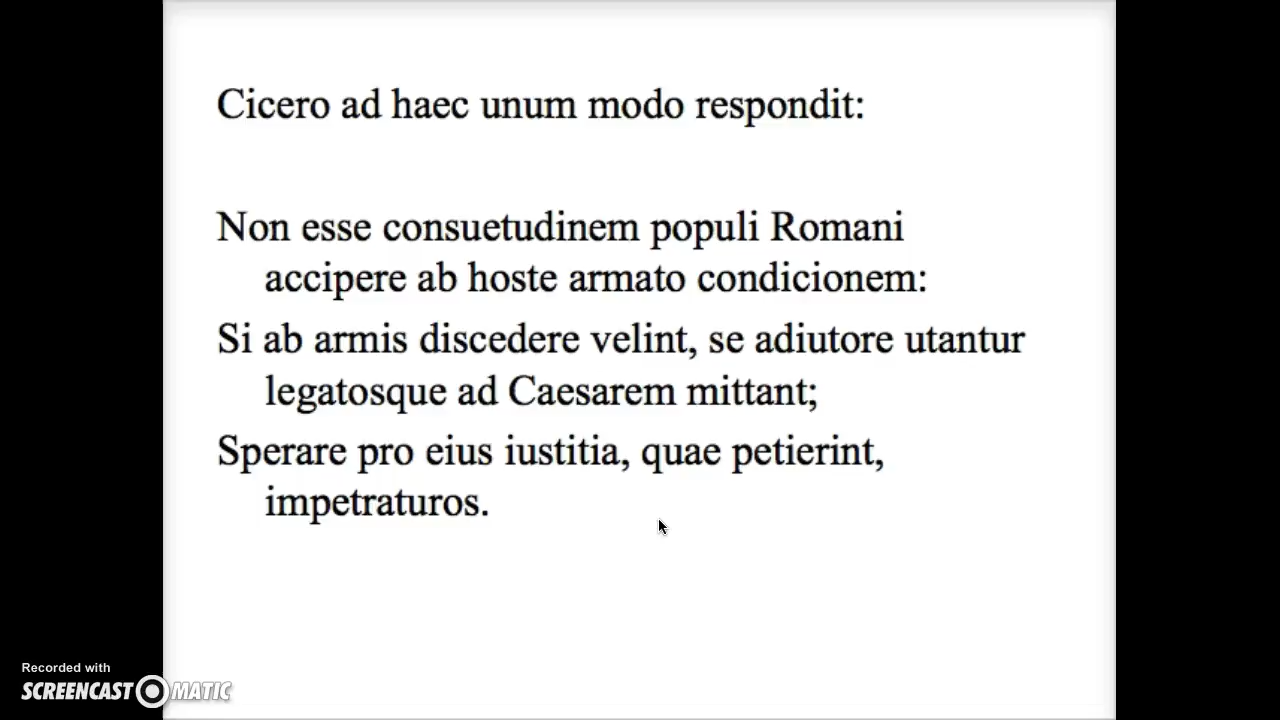 Cicero ad haec unum modo respondit:
Non esse consuetudinem populi Romani
accipere ab hoste armato condicionem:
Si ab armis discedere velint, se adiutore utantur
legatosque ad Caesarem mittant;
Sperare pro eius iustitia, quae petierint,
impetraturos.
Recorded with
SCREENCAST MATIC